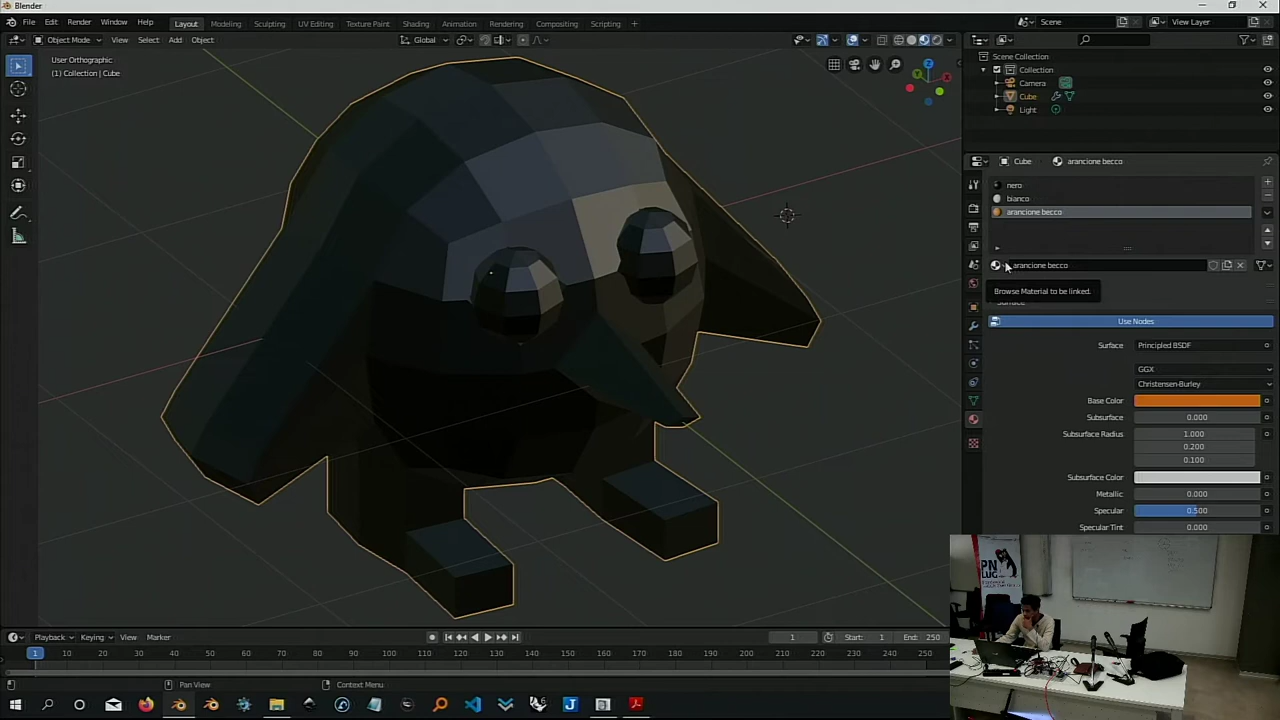 Blender
File Edit Render Window Help Layout Modeling Sculpting UV Editing Texture Paint Shading Animation Rendering Compositing Scripting + Scene View Layer
Object Mode View Select Add Object Global
User Orthographic
(1) Collection | Cube
Z
Y
X
Scene Collection
Collection
Camera
Cube
Light
Cube arancione becco
nero
bianco
arancione becco
arancione becco
Browse Material to be linked.
Surface
Use Nodes
Surface Principled BSDF
GGX
Christensen-Burley
Base Color
Subsurface 0.000
Subsurface Radius 1.000
0.200
0.100
Subsurface Color
Metallic 0.000
Specular 0.500
Specular Tint 0.000
PN
LUG
Playback Keying View Marker 1 Start: 1 End: 250
1 10 20 30 40 50 60 70 80 90 100 110 120 130 140 150 160 170 180 190 200 210 220 230 240 250
Pan View Context Menu